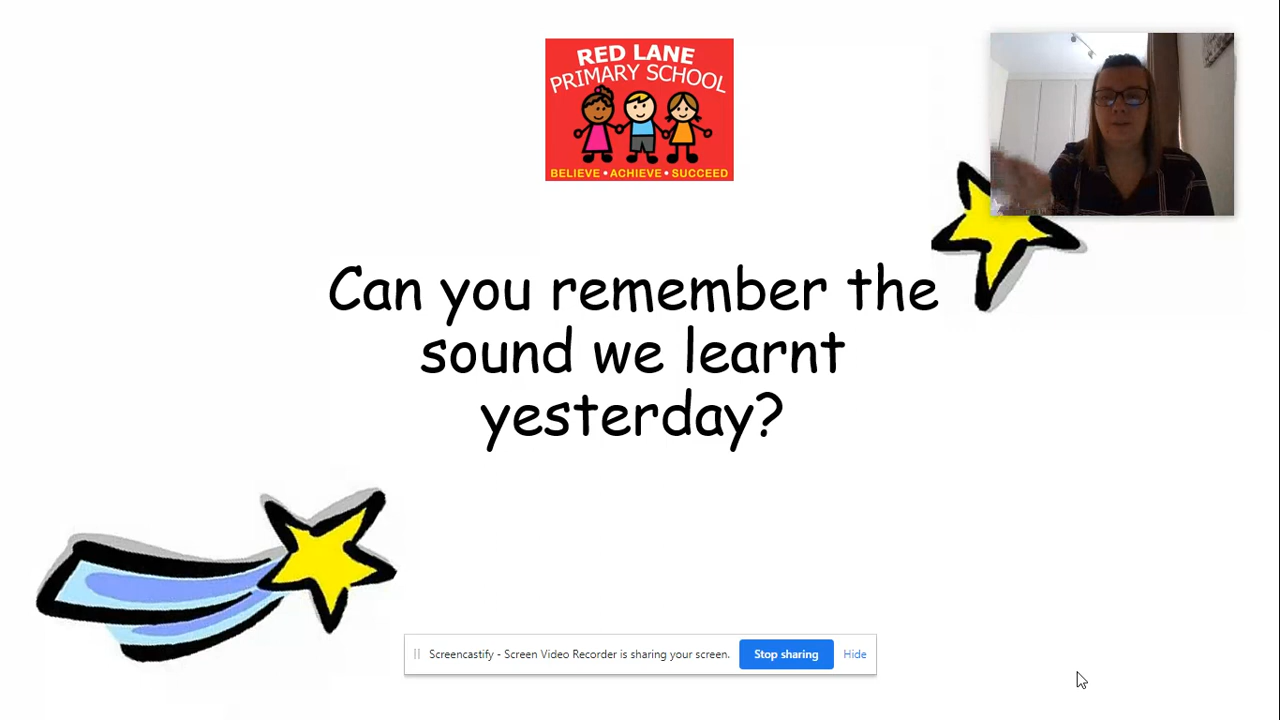 RED LANE
PRIMARY SCHOOL
BELIEVE • ACHIEVE • SUCCEED
Can you remember the
sound we learnt
yesterday?
Screencastify - Screen Video Recorder is sharing your screen.
Stop sharing
Hide